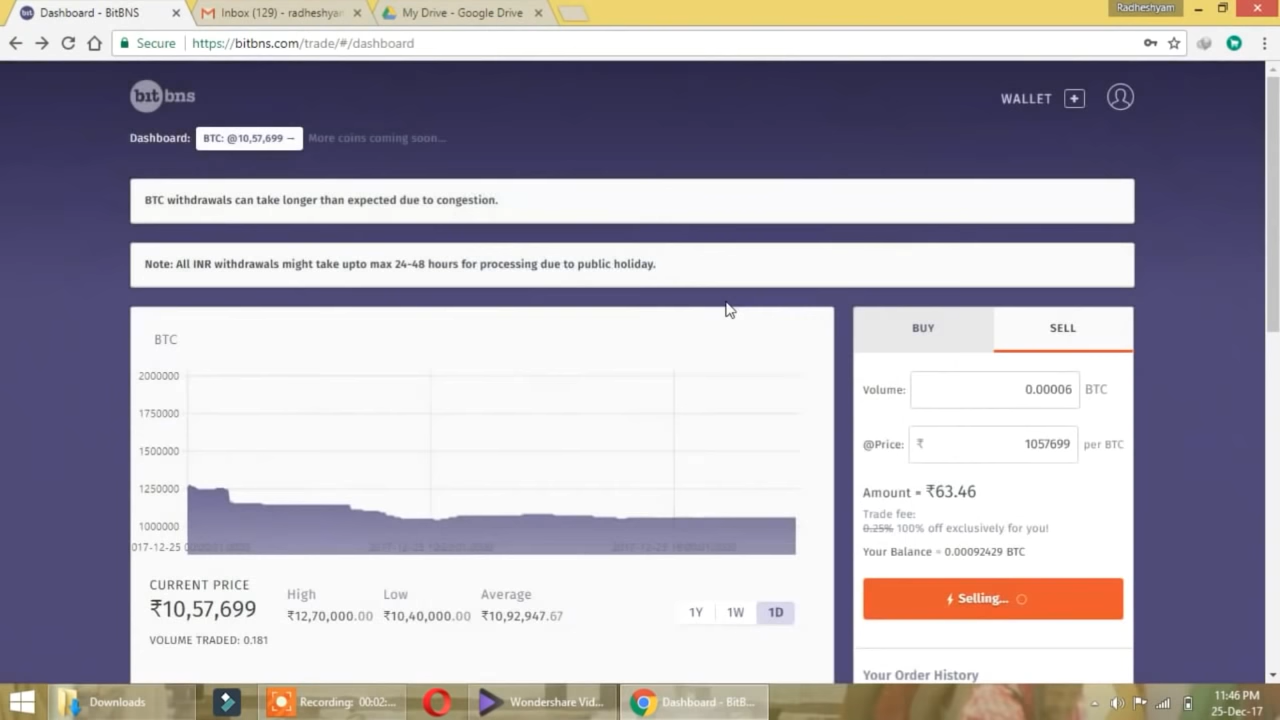 Dashboard - BitBNS
Inbox (129) - radheshyam
My Drive - Google Drive
Radheshyam
Secure
https://bitbns.com/trade/#/dashboard
bit bns
WALLET
Dashboard:
BTC: @10,57,699 —
More coins coming soon...
BTC withdrawals can take longer than expected due to congestion.
Note: All INR withdrawals might take upto max 24-48 hours for processing due to public holiday.
BTC
2000000
1750000
1500000
1250000
1000000
CURRENT PRICE
₹10,57,699
VOLUME TRADED: 0.181
High
₹12,70,000.00
Low
₹10,40,000.00
Average
₹10,92,947.67
1Y
1W
1D
BUY
SELL
Volume:
0.00006
BTC
@Price:
₹
1057699
per BTC
Amount = ₹63.46
Trade fee:
0.25% 100% off exclusively for you!
Your Balance = 0.00092429 BTC
Selling...
Your Order History
Downloads
Recording: 00:02:...
Wondershare Vid...
Dashboard - BitB...
11:46 PM
25-Dec-17